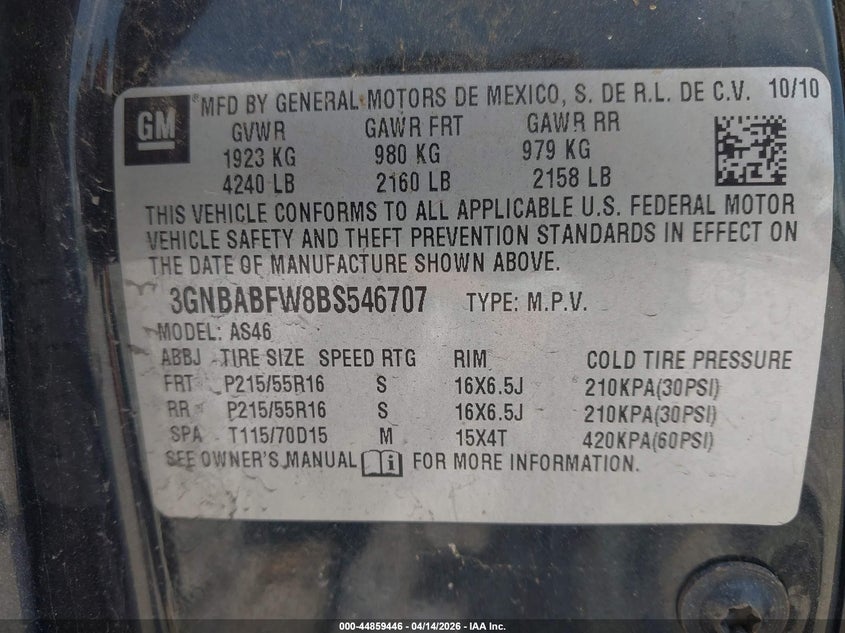 GM
MFD BY GENERAL MOTORS DE MEXICO, S. DE R.L. DE C.V. 10/10
GVWR GAWR FRT GAWR RR
1923 KG 980 KG 979 KG
4240 LB 2160 LB 2158 LB
THIS VEHICLE CONFORMS TO ALL APPLICABLE U.S. FEDERAL MOTOR
VEHICLE SAFETY AND THEFT PREVENTION STANDARDS IN EFFECT ON
THE DATE OF MANUFACTURE SHOWN ABOVE.
3GNBABFW8BS546707 TYPE: M.P.V.
MODEL: AS46
ABBJ TIRE SIZE SPEED RTG RIM COLD TIRE PRESSURE
FRT P215/55R16 S 16X6.5J 210KPA(30PSI)
RR P215/55R16 S 16X6.5J 210KPA(30PSI)
SPA T115/70D15 M 15X4T 420KPA(60PSI)
SEE OWNER'S MANUAL FOR MORE INFORMATION.
000-44859446 - 04/14/2026 - IAA Inc.